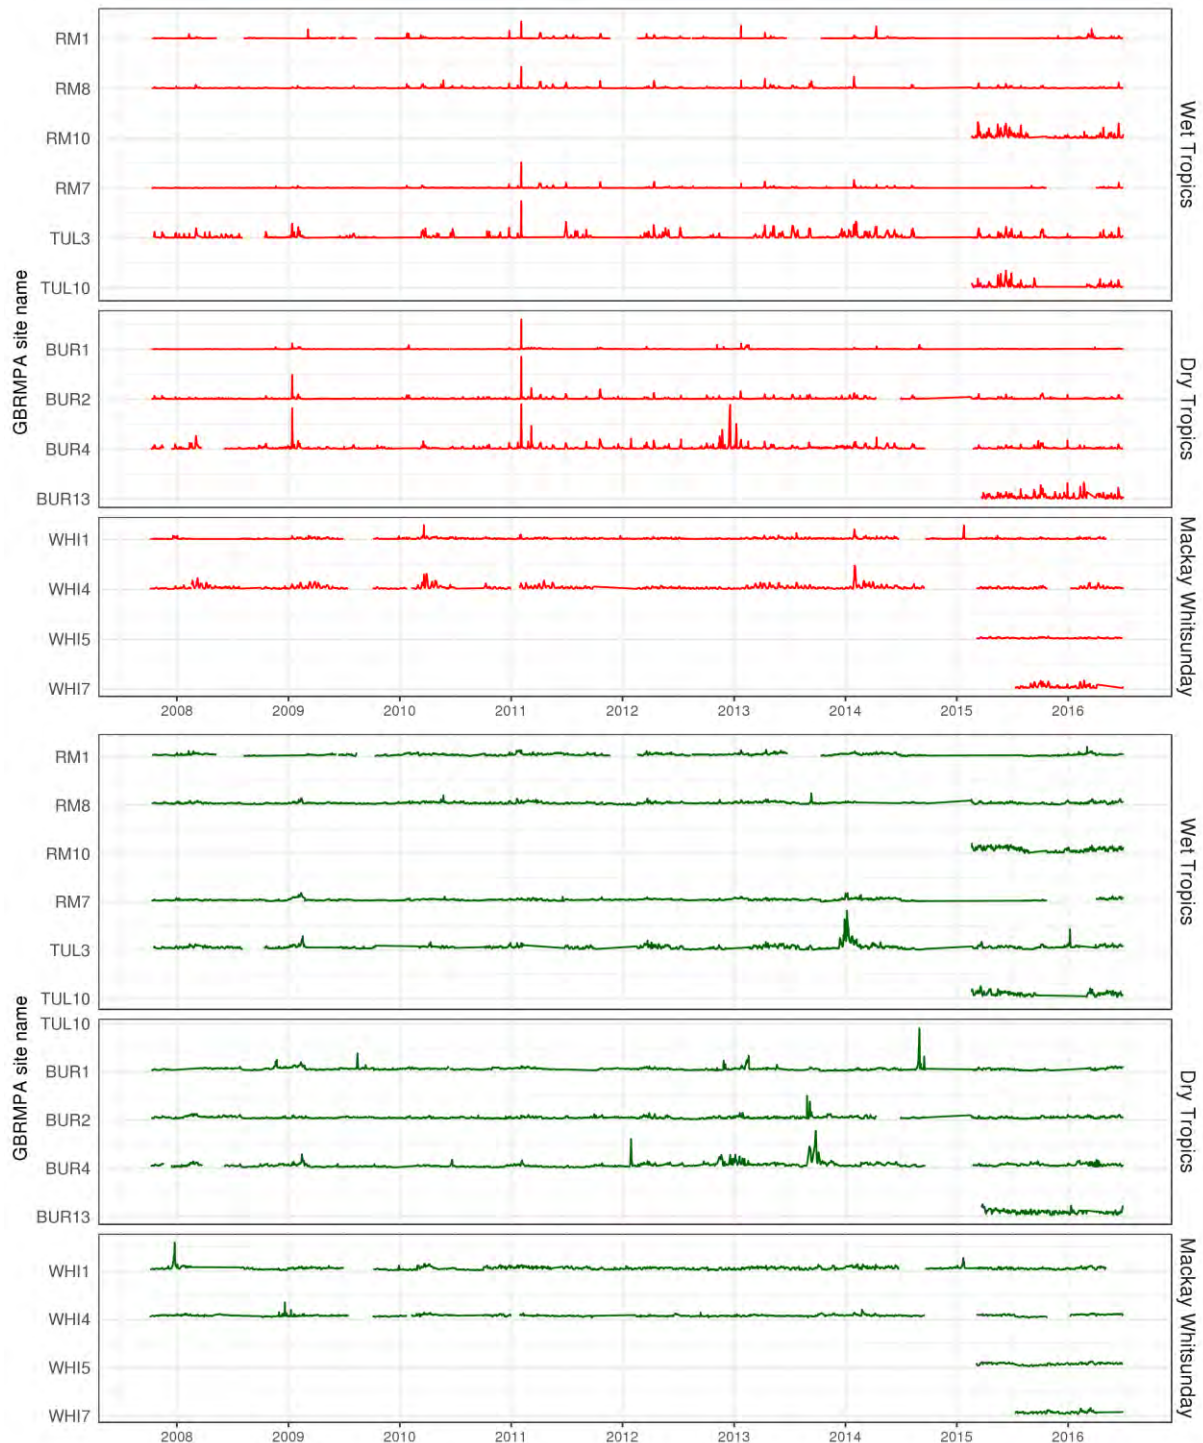 RM1
RM8
RM10
RM7
TUL3
TUL10
Wet Tropics
BUR1
BUR2
BUR4
BUR13
Dry Tropics
WHI1
WHI4
WHI5
WHI7
Mackay Whitsunday
GBRMPA site name
2008 2009 2010 2011 2012 2013 2014 2015 2016
RM1
RM8
RM10
RM7
TUL3
TUL10
Wet Tropics
TUL10
BUR1
BUR2
BUR4
BUR13
Dry Tropics
WHI1
WHI4
WHI5
WHI7
Mackay Whitsunday
GBRMPA site name
2008 2009 2010 2011 2012 2013 2014 2015 2016